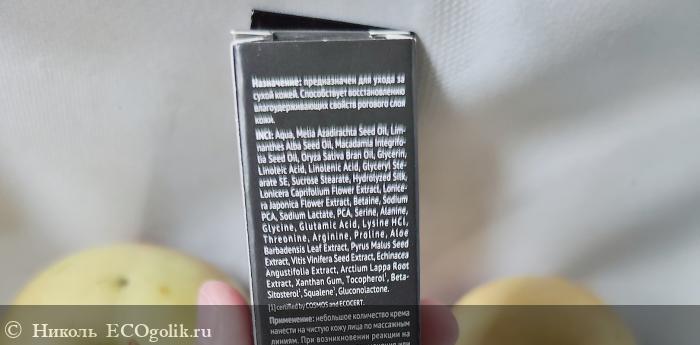 Назначение: предназначен для ухода за
сухой кожей. Способствует восстановлению
влагоудерживающих свойств рогового слоя
кожи.
INCI: Aqua, Melia Azadirachta Seed Oil, Lim-
nanthes Alba Seed Oil, Macadamia Integrifo-
lia Seed Oil, Oryza Sativa Bran Oil, Glycerin,
Linoleic Acid, Linolenic Acid, Glyceryl Ste-
arate SE, Sucrose Stearate, Hydrolyzed Silk,
Lonicera Caprifolium Flower Extract, Lonice-
ra Japonica Flower Extract, Betaine, Sodium
PCA, Sodium Lactate, PCA, Serine, Alanine,
Glycine, Glutamic Acid, Lysine HCl,
Threonine, Arginine, Proline, Aloe
Barbadensis Leaf Extract, Pyrus Malus Seed
Extract, Vitis Vinifera Seed Extract, Echinacea
Angustifolia Extract, Arctium Lappa Root
Extract, Xanthan Gum, Tocopherol¹, Beta-
Sitosterol¹, Squalene¹, Gluconolactone.
[1] certified by COSMOS and ECOCERT.
Применение: небольшое количество крема
нанести на чистую кожу лица по массажным
линиям. При возникновении реакции на
© Николь ECOgolik.ru